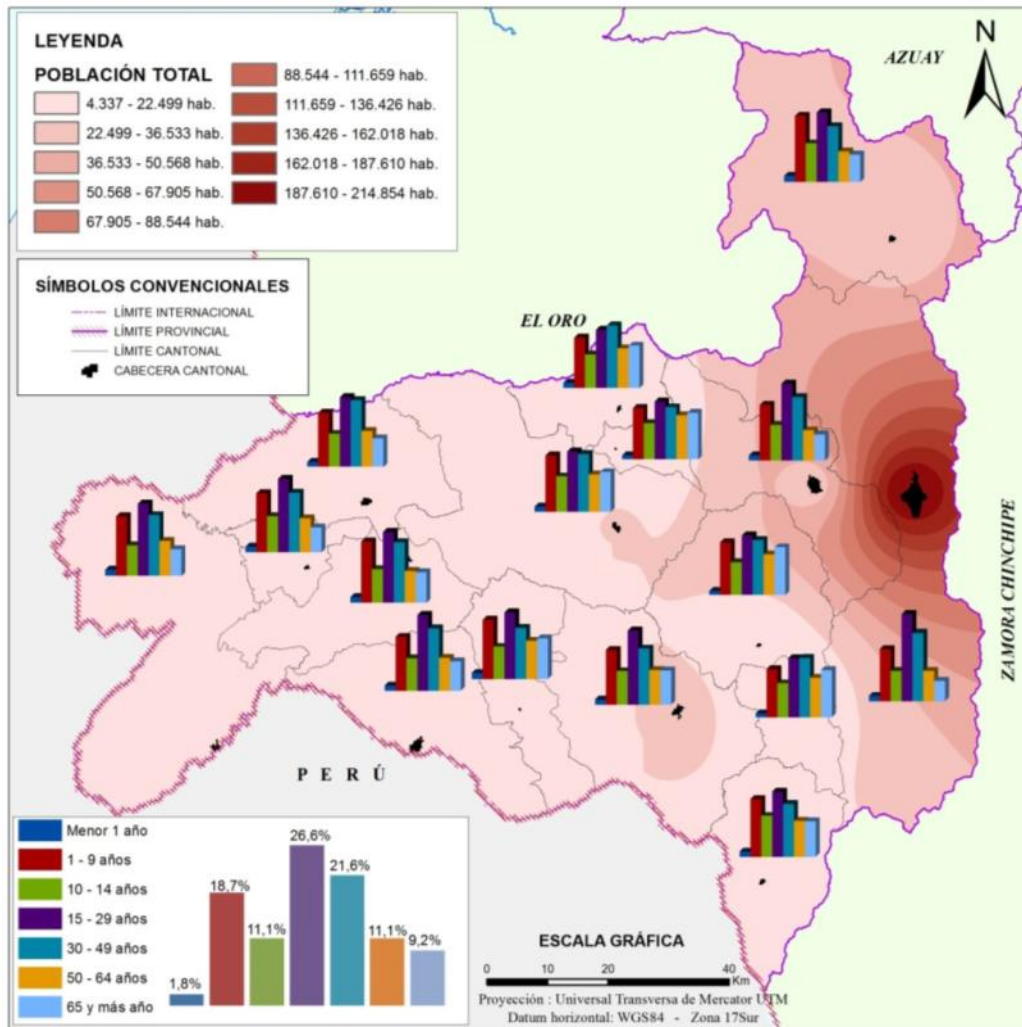 LEYENDA
POBLACIÓN TOTAL
4.337 - 22.499 hab.
22.499 - 36.533 hab.
36.533 - 50.568 hab.
50.568 - 67.905 hab.
67.905 - 88.544 hab.
88.544 - 111.659 hab.
111.659 - 136.426 hab.
136.426 - 162.018 hab.
162.018 - 187.610 hab.
187.610 - 214.854 hab.
N
AZUAY
SÍMBOLOS CONVENCIONALES
LÍMITE INTERNACIONAL
LÍMITE PROVINCIAL
LÍMITE CANTONAL
CABECERA CANTONAL
EL ORO
ZAMORA CHINCHIPE
PERÚ
Menor 1 año
1 - 9 años
10 - 14 años
15 - 29 años
30 - 49 años
50 - 64 años
65 y más año
1,8%
18,7%
11,1%
26,6%
21,6%
11,1%
9,2%
ESCALA GRÁFICA
0 10 20 40
Km
Proyección : Universal Transversa de Mercator UTM
Datum horizontal: WGS84 - Zona 17Sur